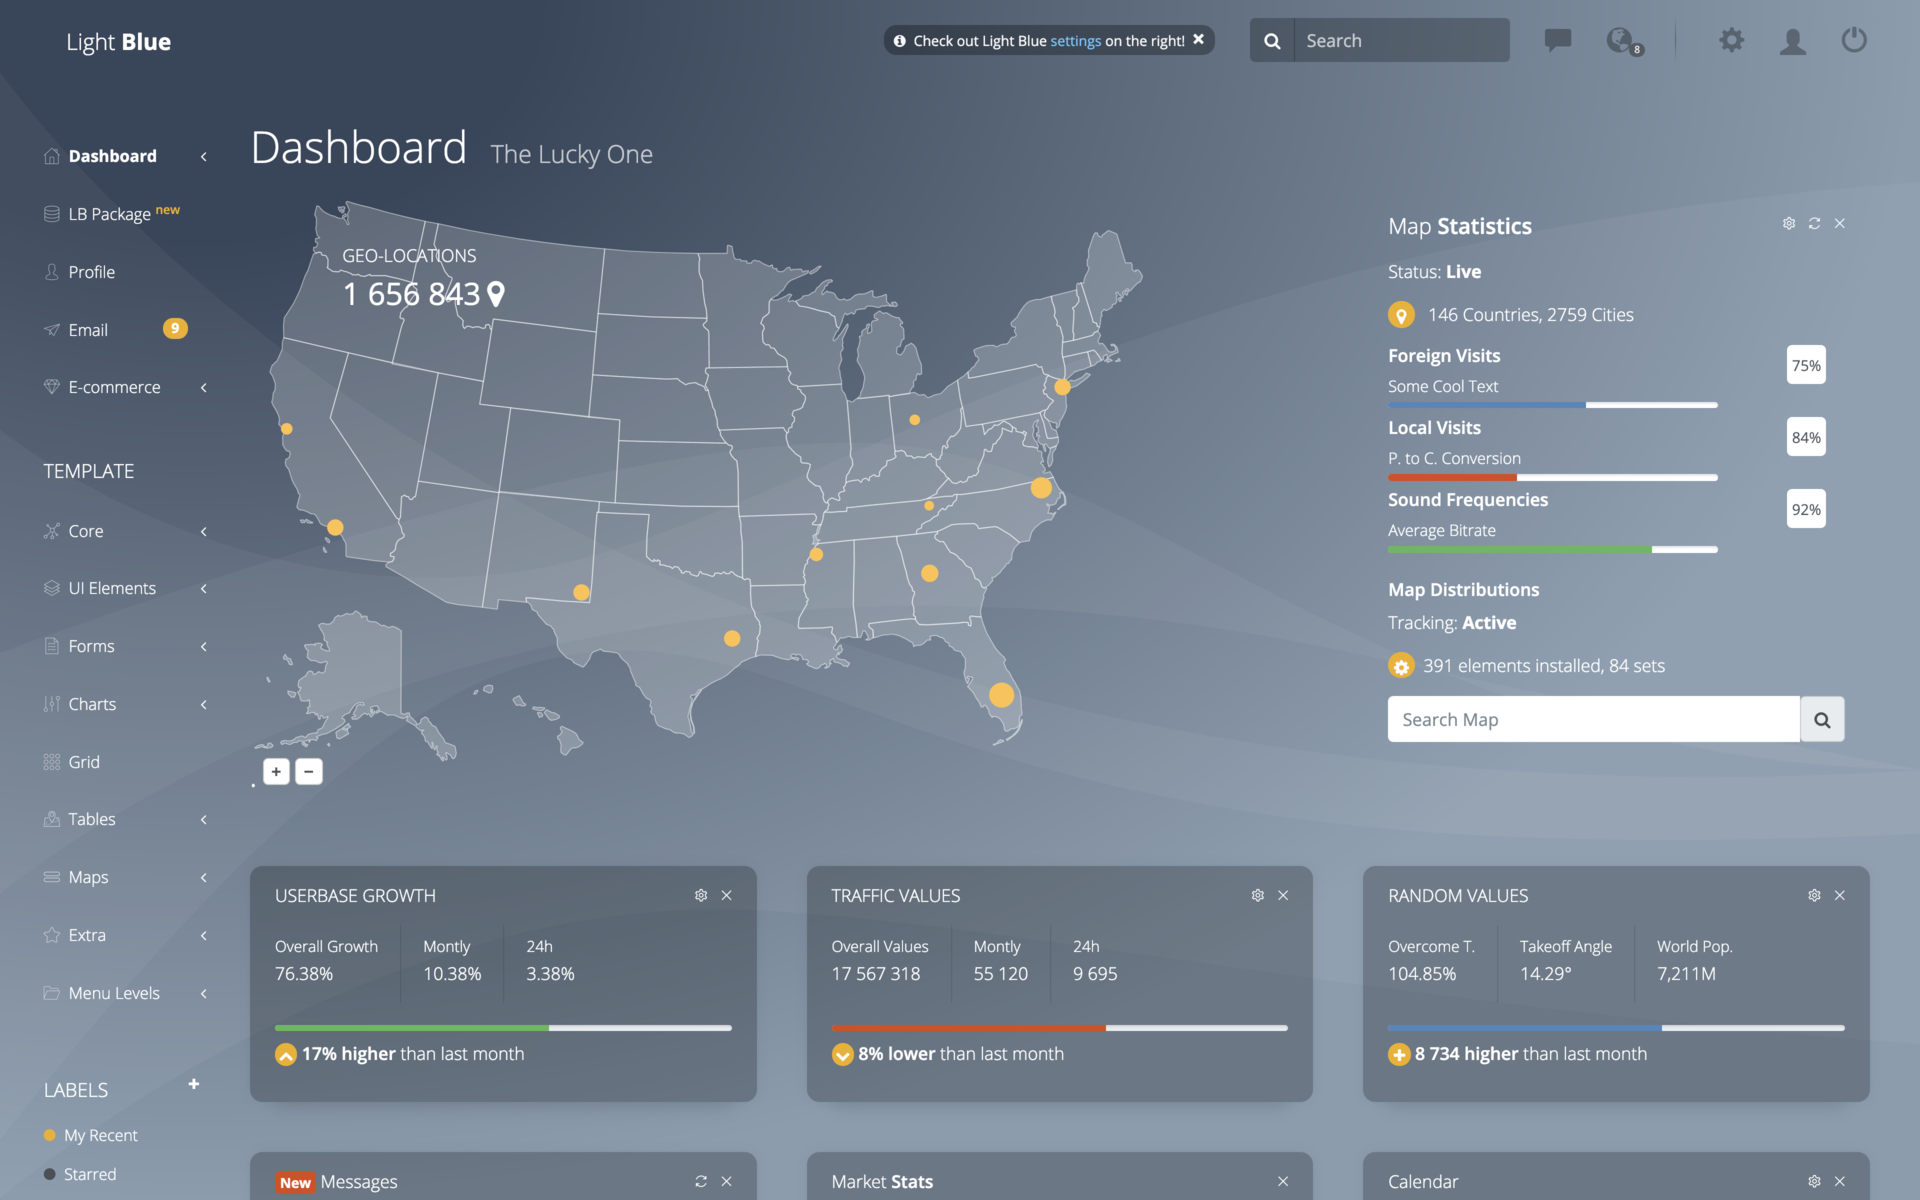 Light Blue
Check out Light Blue settings on the right!
Search
8
Dashboard
LB Package new
Profile
Email 9
E-commerce
TEMPLATE
Core
UI Elements
Forms
Charts
Grid
Tables
Maps
Extra
Menu Levels
LABELS +
My Recent
Starred
Dashboard The Lucky One
GEO-LOCATIONS
1 656 843
+ −
Map Statistics
Status: Live
146 Countries, 2759 Cities
Foreign Visits
75%
Some Cool Text
Local Visits
84%
P. to C. Conversion
Sound Frequencies
92%
Average Bitrate
Map Distributions
Tracking: Active
391 elements installed, 84 sets
Search Map
USERBASE GROWTH
Overall Growth Montly 24h
76.38% 10.38% 3.38%
17% higher than last month
TRAFFIC VALUES
Overall Values Montly 24h
17 567 318 55 120 9 695
8% lower than last month
RANDOM VALUES
Overcome T. Takeoff Angle World Pop.
104.85% 14.29° 7,211M
8 734 higher than last month
New Messages
Market Stats
Calendar